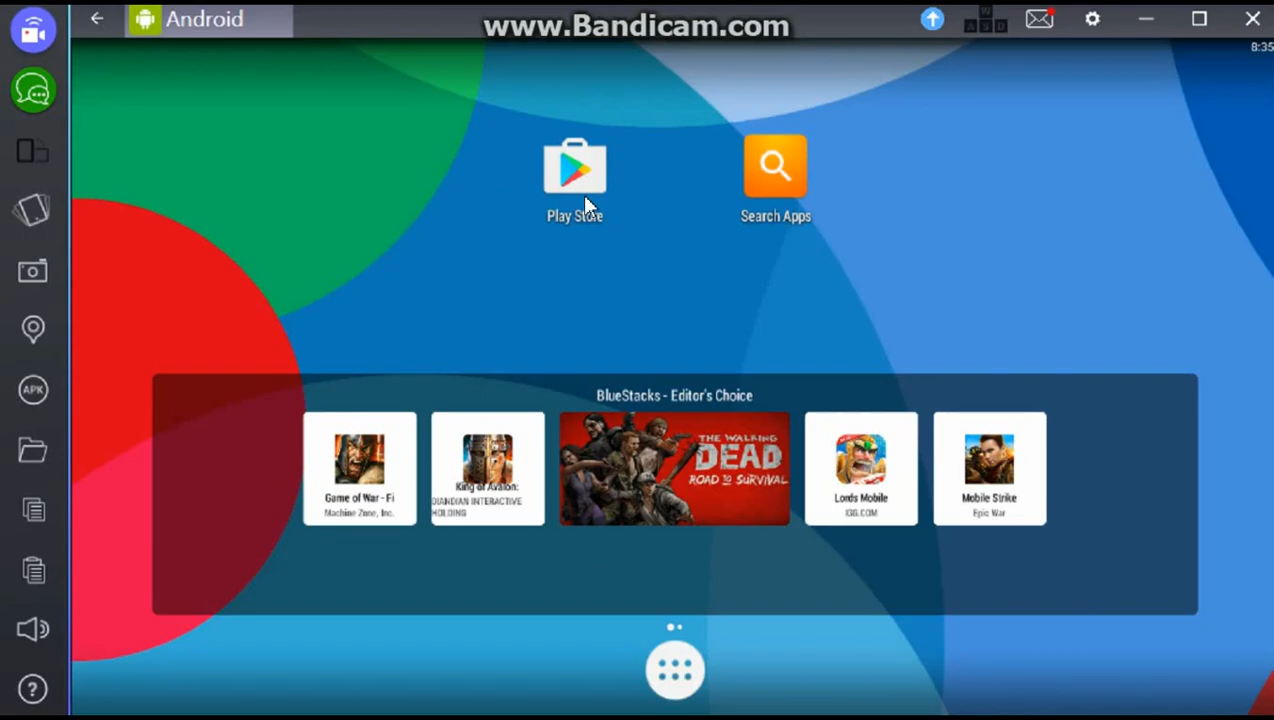 Android
www.Bandicam.com
W
A S D
8:35
Play Store
Search Apps
APK
BlueStacks - Editor's Choice
Game of War - Fi
Machine Zone, Inc.
King of Avalon:
DIANDIAN INTERACTIVE
HOLDING
THE WALKING
DEAD
ROAD TO SURVIVAL
Lords Mobile
IGG.COM
Mobile Strike
Epic War
?